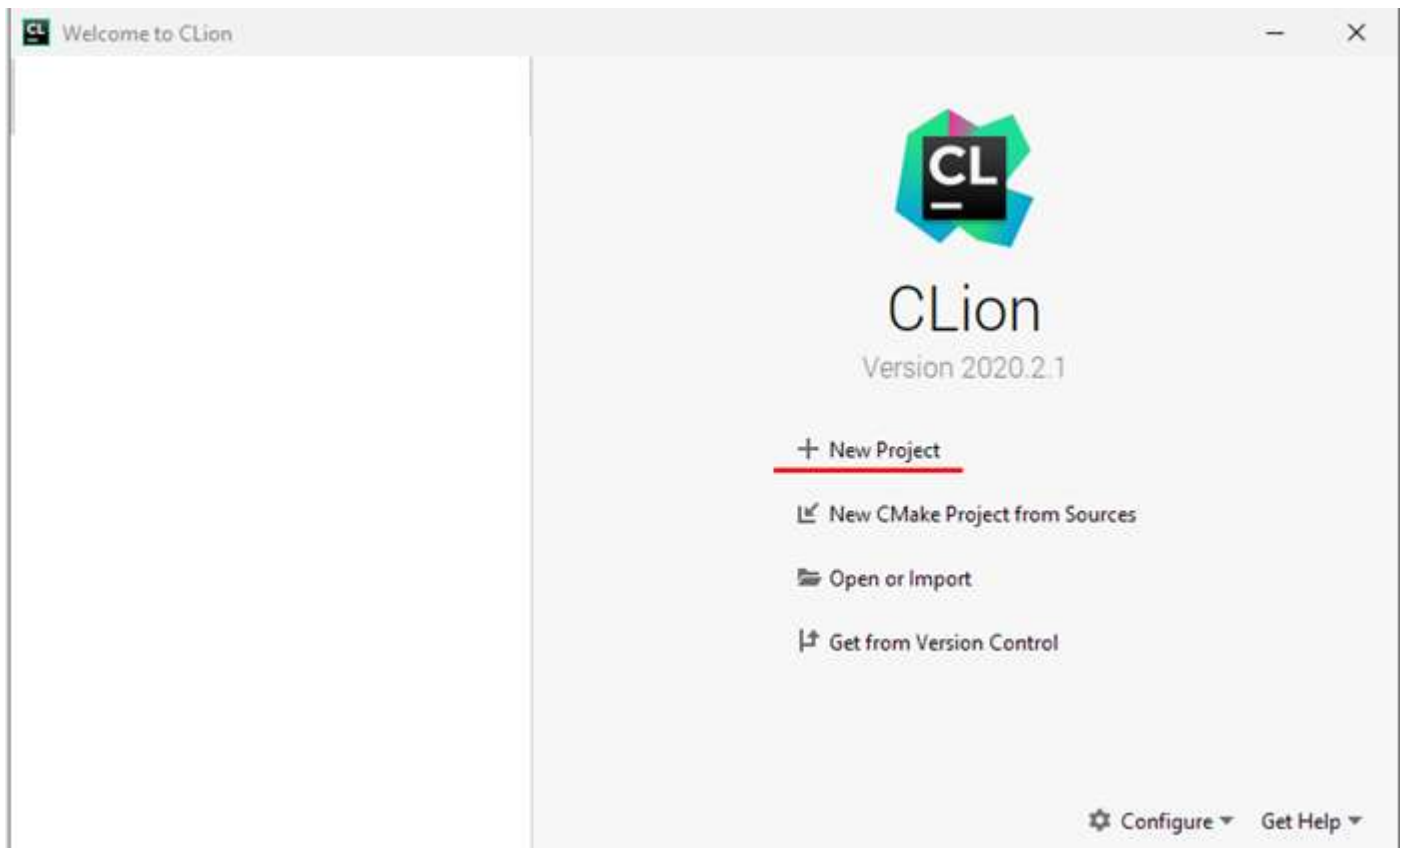 Welcome to CLion
CL
CLion
Version 2020.2.1
New Project
New CMake Project from Sources
Open or Import
Get from Version Control
Configure Get Help